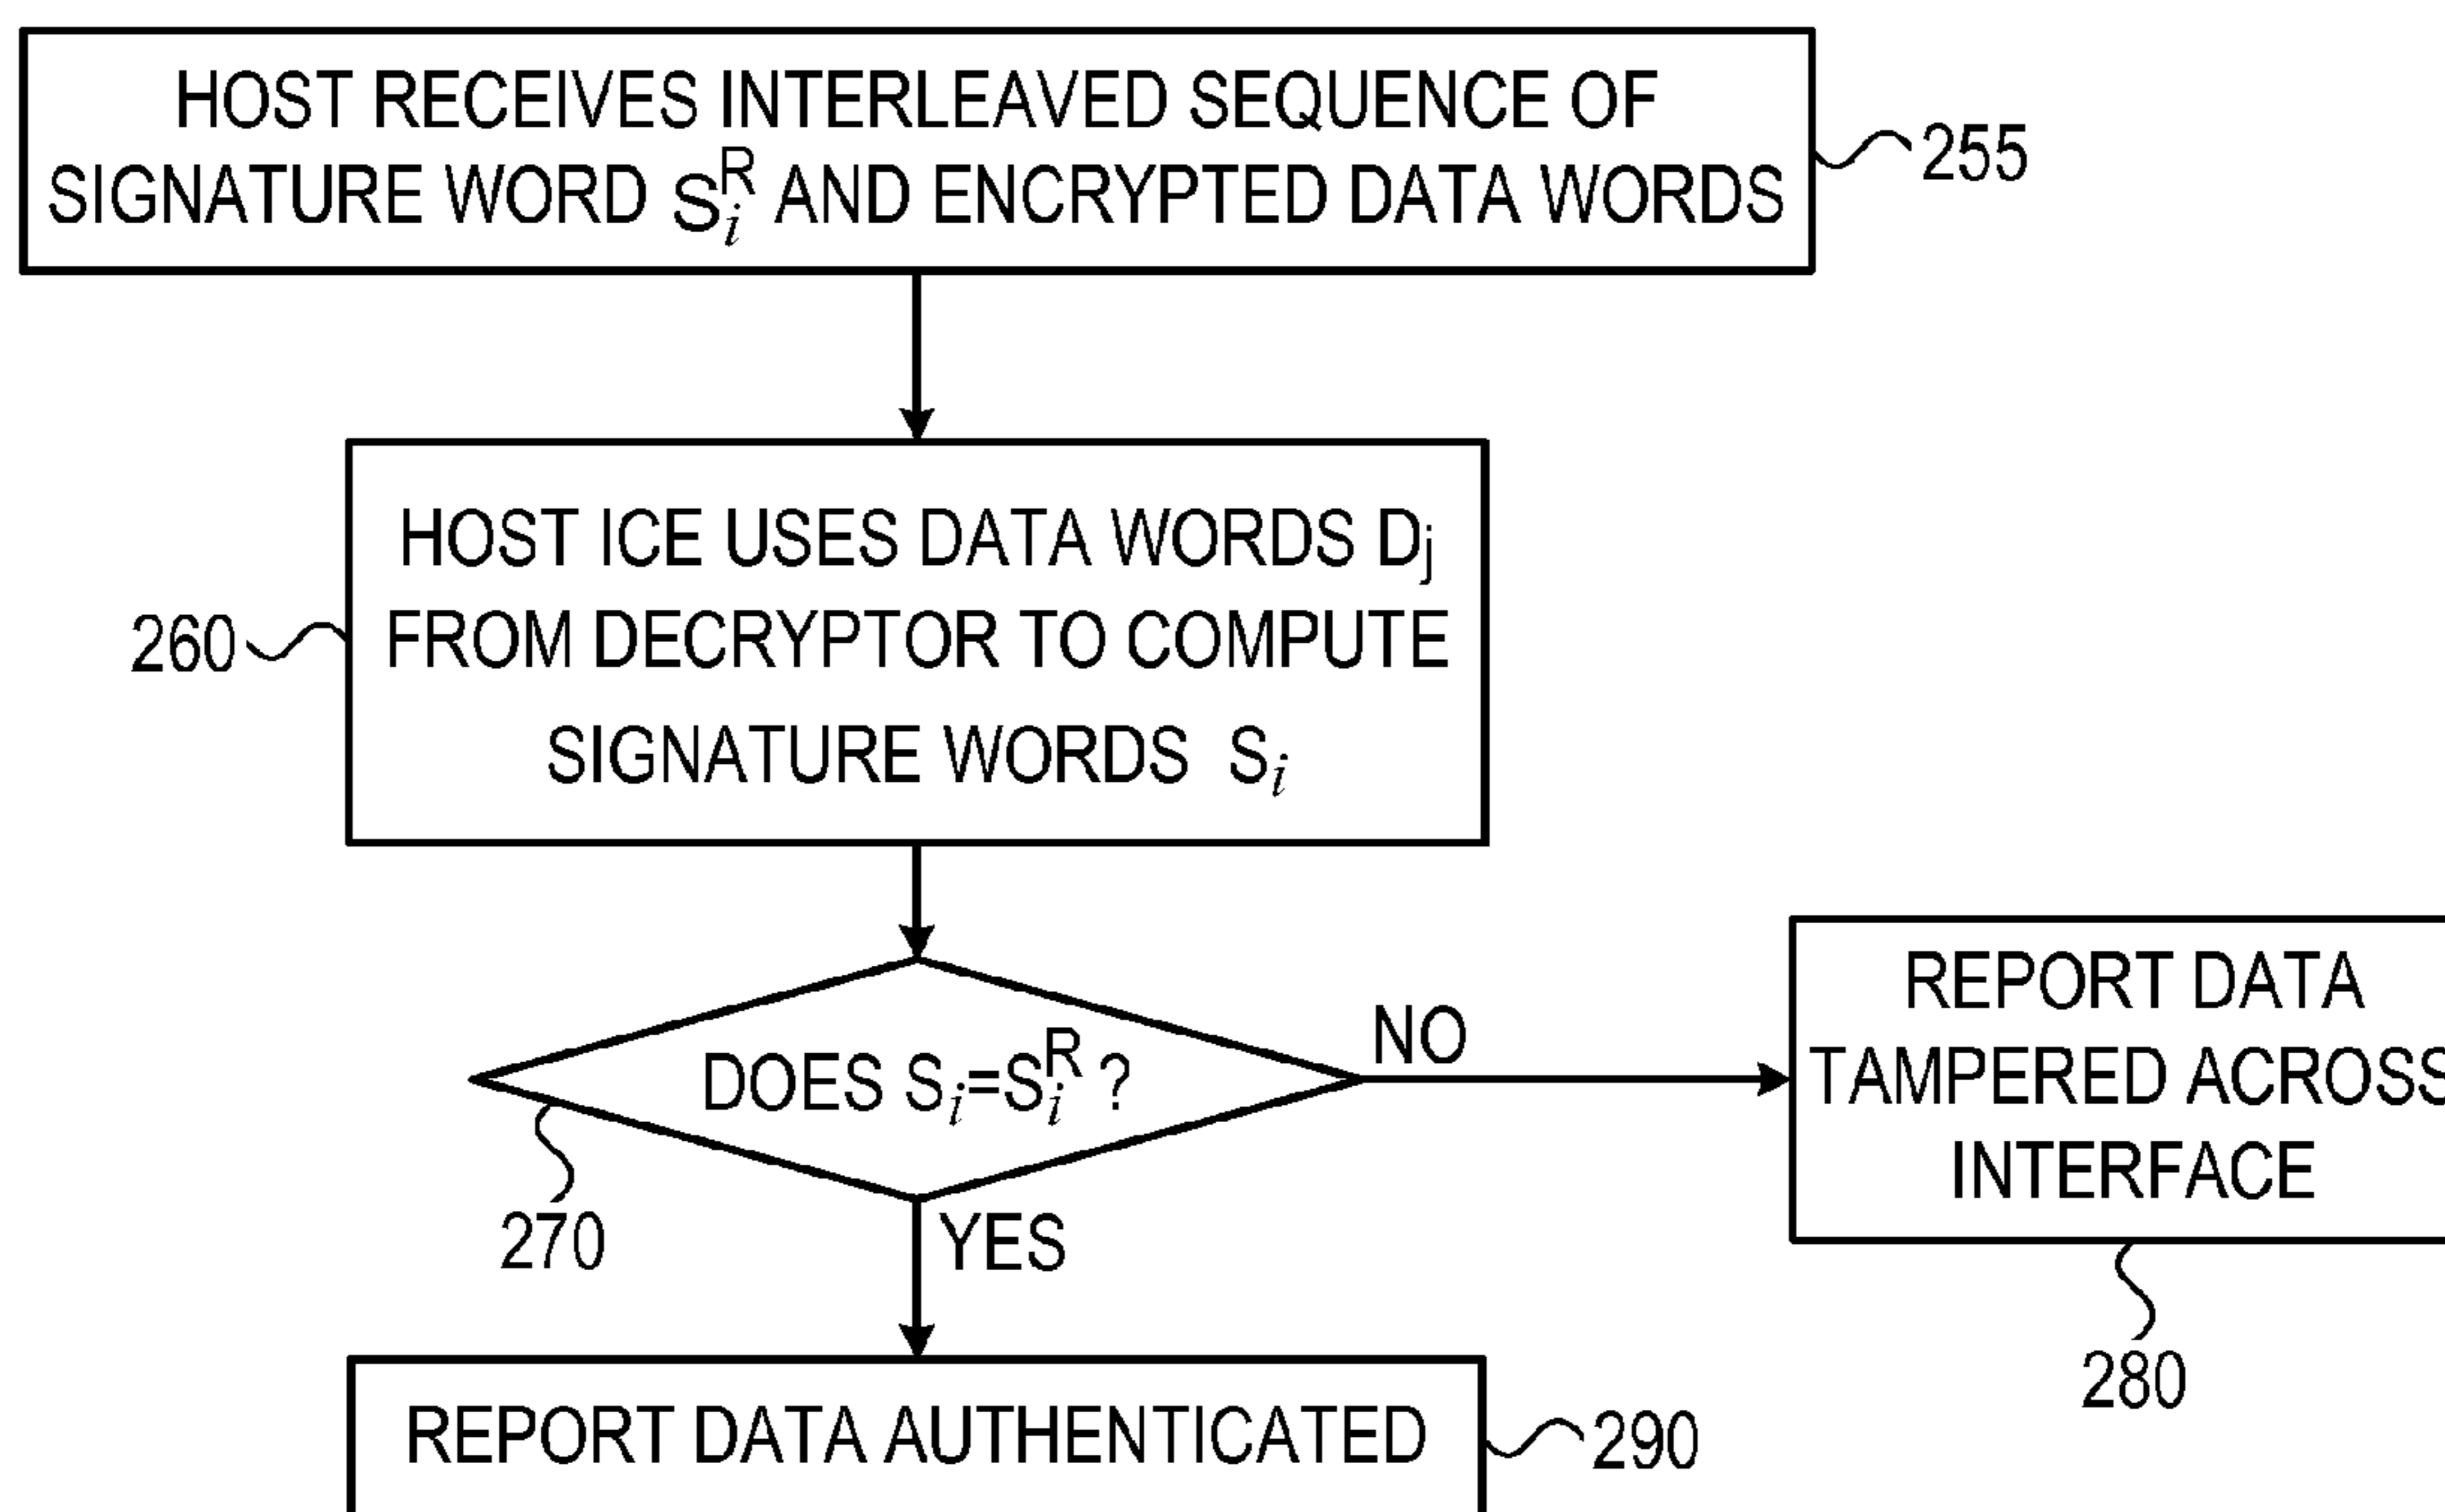 HOST RECEIVES INTERLEAVED SEQUENCE OF
SIGNATURE WORD S_i^R AND ENCRYPTED DATA WORDS
255
HOST ICE USES DATA WORDS D_j
FROM DECRYPTOR TO COMPUTE
SIGNATURE WORDS S_i
260
DOES S_i=S_i^R ?
270
NO
REPORT DATA
TAMPERED ACROSS
INTERFACE
280
YES
REPORT DATA AUTHENTICATED
290